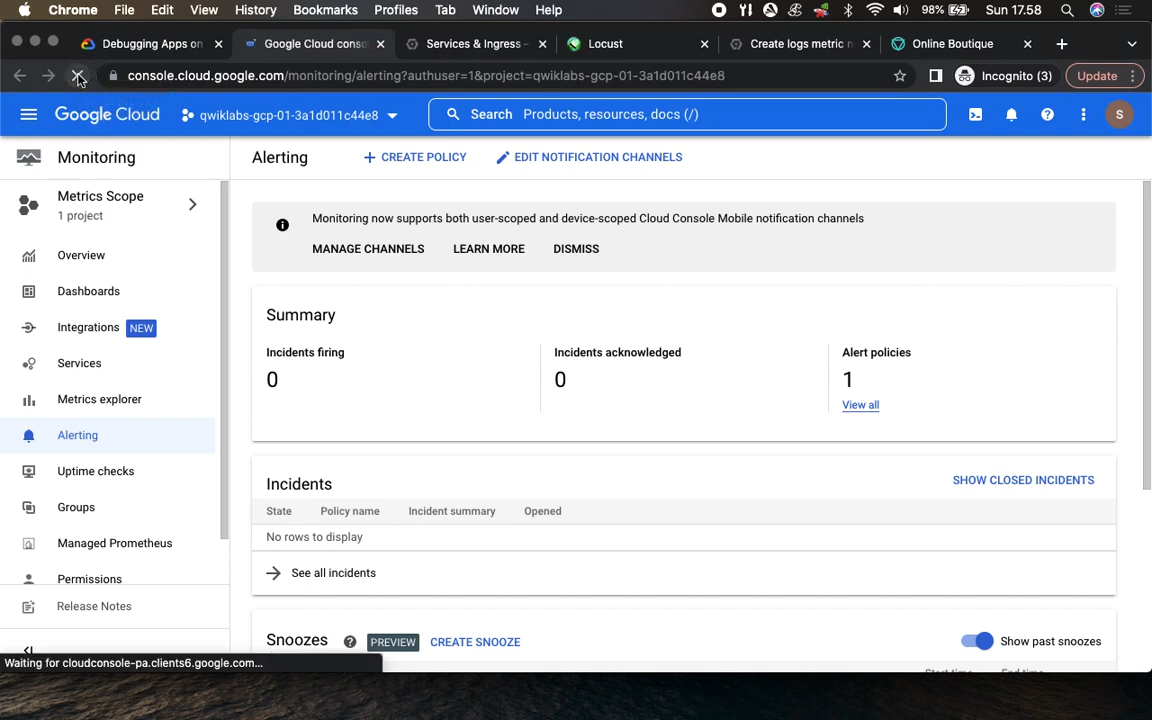 Chrome File Edit View History Bookmarks Profiles Tab Window Help 98% Sun 17.58
Debugging Apps on Google Cloud conso Services & Ingress - Locust Create logs metric n Online Boutique
console.cloud.google.com/monitoring/alerting?authuser=1&project=qwiklabs-gcp-01-3a1d011c44e8 Incognito (3) Update
Google Cloud qwiklabs-gcp-01-3a1d011c44e8 Search Products, resources, docs (/) S
Monitoring
Alerting + CREATE POLICY EDIT NOTIFICATION CHANNELS
Metrics Scope
1 project
Overview
Dashboards
Integrations NEW
Services
Metrics explorer
Alerting
Uptime checks
Groups
Managed Prometheus
Permissions
Release Notes
Monitoring now supports both user-scoped and device-scoped Cloud Console Mobile notification channels
MANAGE CHANNELS LEARN MORE DISMISS
Summary
Incidents firing
0
Incidents acknowledged
0
Alert policies
1
View all
Incidents SHOW CLOSED INCIDENTS
State Policy name Incident summary Opened
No rows to display
See all incidents
Snoozes PREVIEW CREATE SNOOZE Show past snoozes
Start time End time
Waiting for cloudconsole-pa.clients6.google.com...